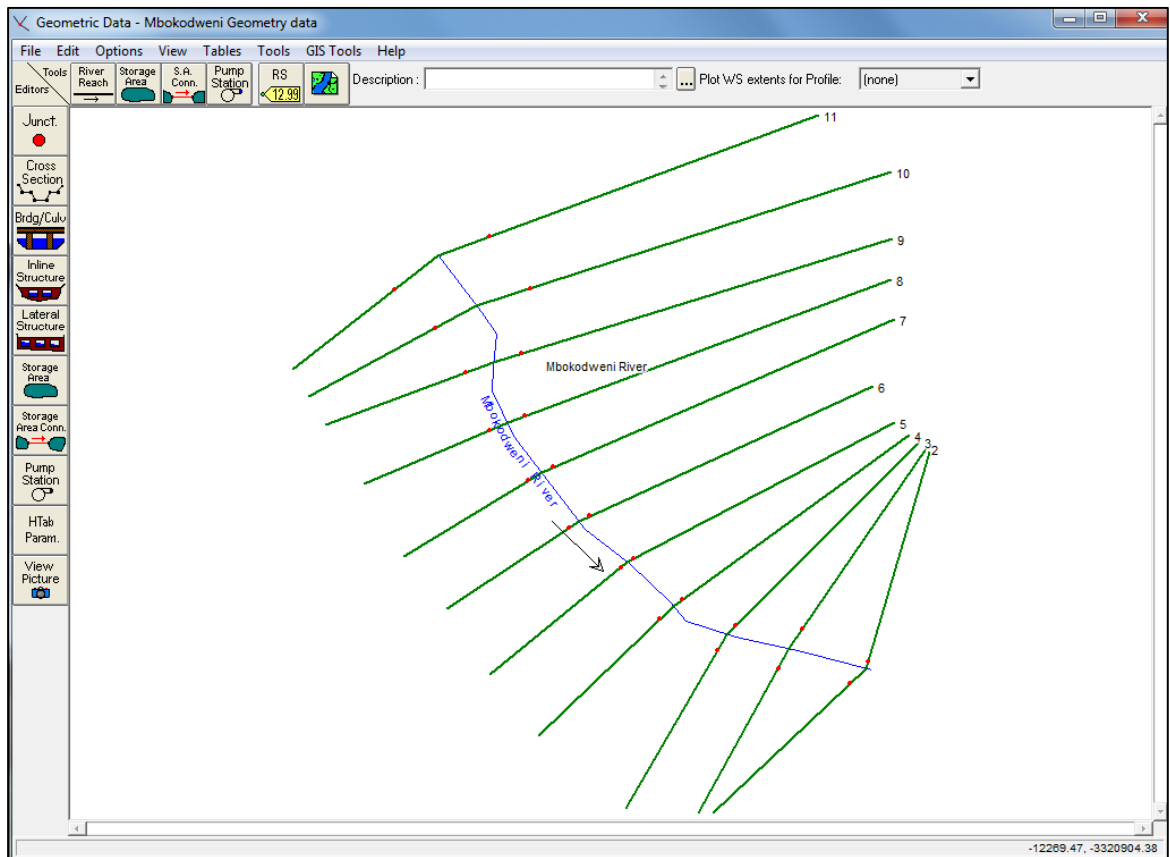 Geometric Data - Mbokodweni Geometry data
File Edit Options View Tables Tools GIS Tools Help
Tools
Editors
River
Reach
Storage
Area
S.A.
Conn.
Pump
Station
RS
12.99
Description :
...
Plot WS extents for Profile:
(none)
Junct.
Cross
Section
Brdg/Culv
Inline
Structure
Lateral
Structure
Storage
Area
Storage
Area Conn.
Pump
Station
HTab
Param.
View
Picture
11
10
9
8
7
Mbokodweni River
Mbokodweni River
6
5
4
3
2
-12269.47, -3320904.38